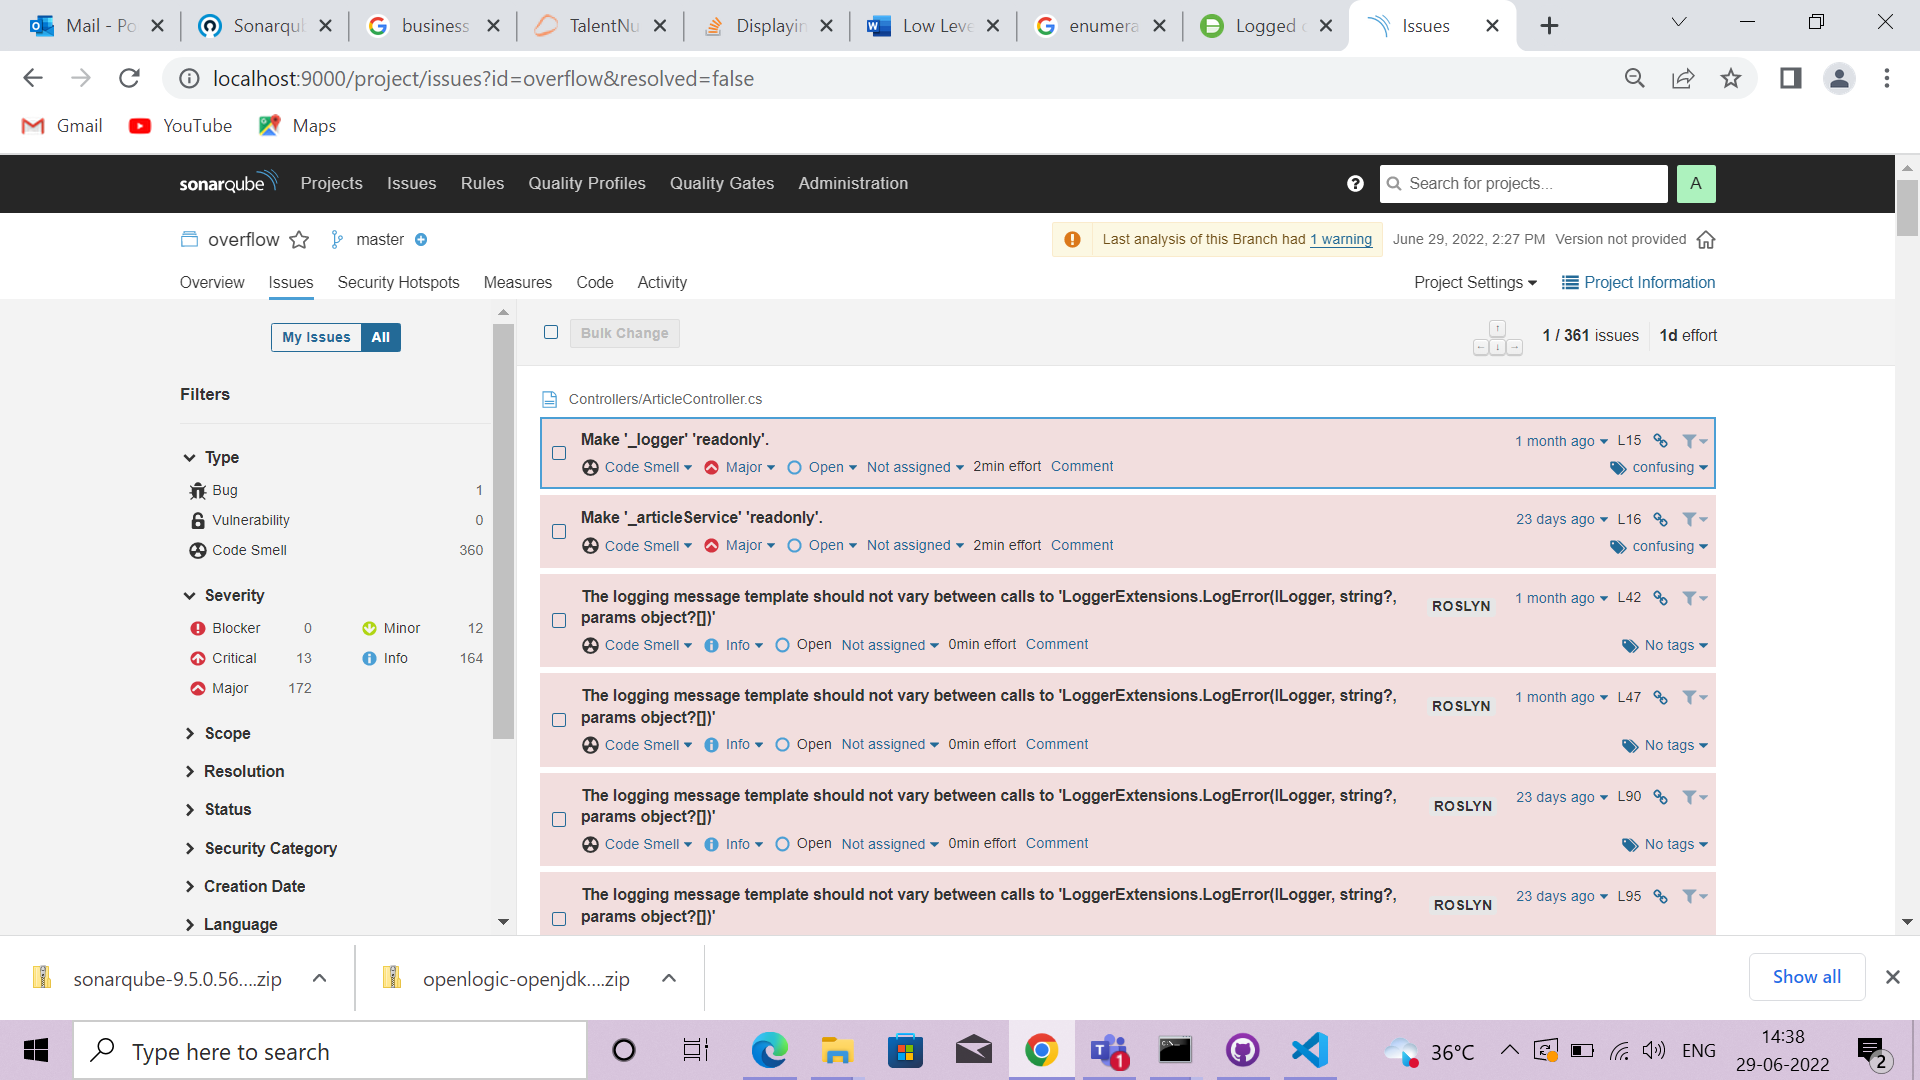 Mail - Po
Sonarqub
business
TalentNu
Displayin
Low Leve
enumera
Logged o
Issues
localhost:9000/project/issues?id=overflow&resolved=false
Gmail YouTube Maps
sonarqube Projects Issues Rules Quality Profiles Quality Gates Administration ? Search for projects... A
overflow master Last analysis of this Branch had 1 warning June 29, 2022, 2:27 PM Version not provided
Overview Issues Security Hotspots Measures Code Activity Project Settings Project Information
My Issues All
Filters
Type
Bug 1
Vulnerability 0
Code Smell 360
Severity
Blocker 0 Minor 12
Critical 13 Info 164
Major 172
Scope
Resolution
Status
Security Category
Creation Date
Language
Bulk Change 1 / 361 issues 1d effort
Controllers/ArticleController.cs
Make '_logger' 'readonly'. 1 month ago L15
Code Smell Major Open Not assigned 2min effort Comment confusing
Make '_articleService' 'readonly'. 23 days ago L16
Code Smell Major Open Not assigned 2min effort Comment confusing
The logging message template should not vary between calls to 'LoggerExtensions.LogError(ILogger, string?,
params object?[])' ROSLYN 1 month ago L42
Code Smell Info Open Not assigned 0min effort Comment No tags
The logging message template should not vary between calls to 'LoggerExtensions.LogError(ILogger, string?,
params object?[])' ROSLYN 1 month ago L47
Code Smell Info Open Not assigned 0min effort Comment No tags
The logging message template should not vary between calls to 'LoggerExtensions.LogError(ILogger, string?,
params object?[])' ROSLYN 23 days ago L90
Code Smell Info Open Not assigned 0min effort Comment No tags
The logging message template should not vary between calls to 'LoggerExtensions.LogError(ILogger, string?,
params object?[])' ROSLYN 23 days ago L95
sonarqube-9.5.0.56....zip openlogic-openjdk....zip Show all
Type here to search 1 36°C ENG 14:38
29-06-2022 2